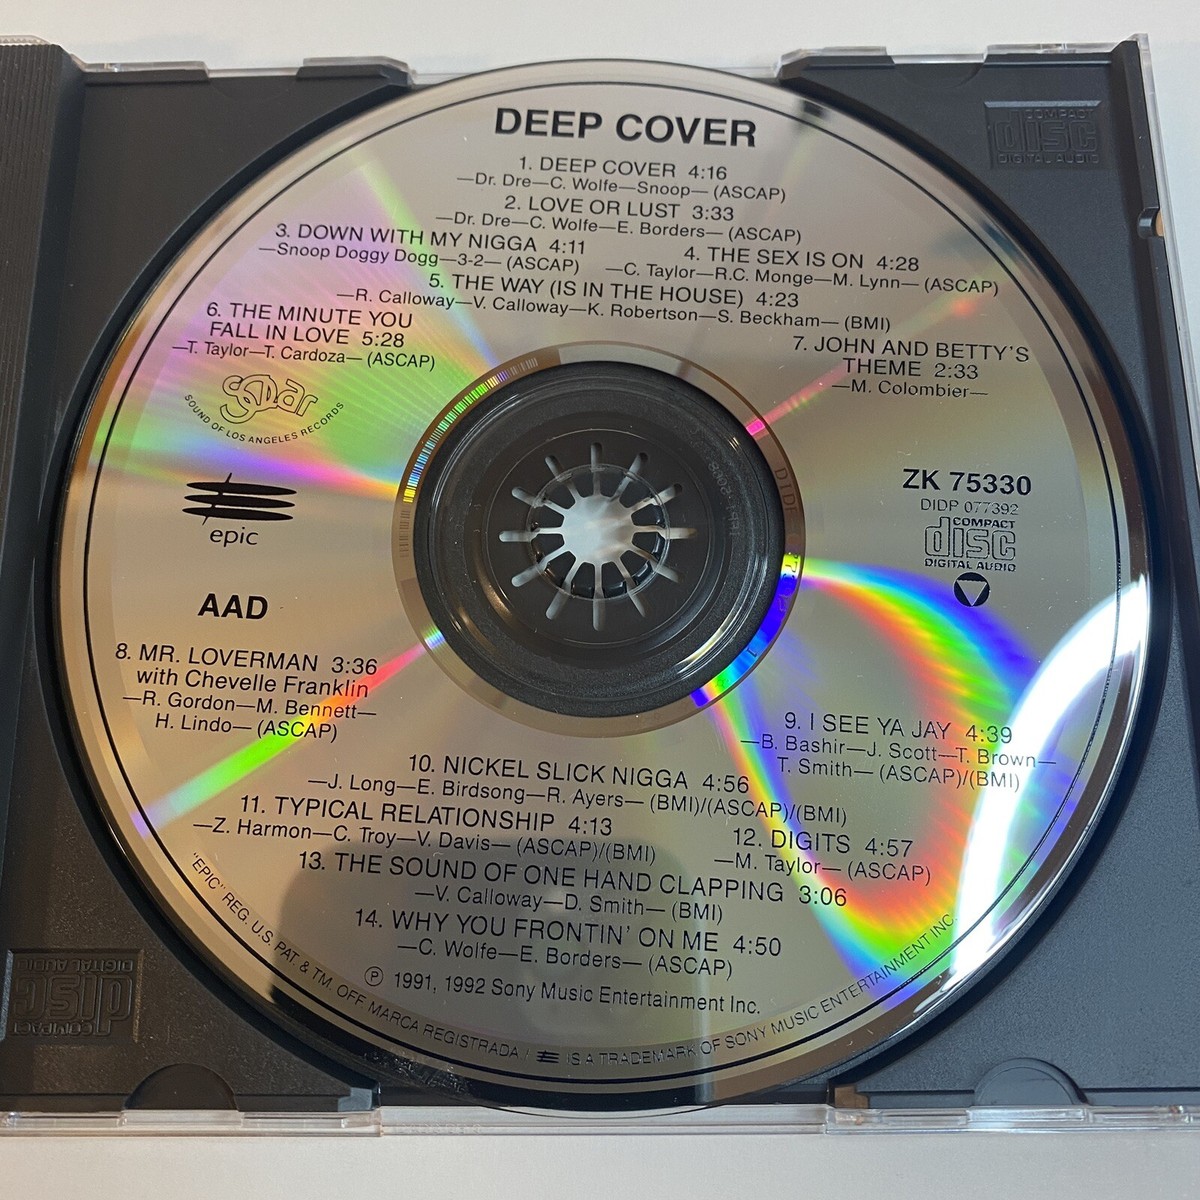 DEEP COVER
1. DEEP COVER 4:16
—Dr. Dre—C. Wolfe—Snoop— (ASCAP)
2. LOVE OR LUST 3:33
—Dr. Dre—C. Wolfe—E. Borders— (ASCAP)
3. DOWN WITH MY NIGGA 4:11
—Snoop Doggy Dogg—3-2— (ASCAP)
4. THE SEX IS ON 4:28
—C. Taylor—R.C. Monge—M. Lynn— (ASCAP)
5. THE WAY (IS IN THE HOUSE) 4:23
—R. Calloway—V. Calloway—K. Robertson—S. Beckham— (BMI)
6. THE MINUTE YOU
FALL IN LOVE 5:28
—T. Taylor—T. Cardoza— (ASCAP)
7. JOHN AND BETTY'S
THEME 2:33
—M. Colombier—
solar
SOUND OF LOS ANGELES RECORDS
epic
AAD
ZK 75330
DIDP 077392
COMPACT
disc
DIGITAL AUDIO
8. MR. LOVERMAN 3:36
with Chevelle Franklin
—R. Gordon—M. Bennett—
H. Lindo— (ASCAP)
9. I SEE YA JAY 4:39
—B. Bashir—J. Scott—T. Brown—
T. Smith— (ASCAP)/(BMI)
10. NICKEL SLICK NIGGA 4:56
—J. Long—E. Birdsong—R. Ayers— (BMI)/(ASCAP)/(BMI)
11. TYPICAL RELATIONSHIP 4:13
—Z. Harmon—C. Troy—V. Davis— (ASCAP)/(BMI)
12. DIGITS 4:57
—M. Taylor— (ASCAP)
13. THE SOUND OF ONE HAND CLAPPING 3:06
—V. Calloway—D. Smith— (BMI)
14. WHY YOU FRONTIN' ON ME 4:50
—C. Wolfe—E. Borders— (ASCAP)
℗ 1991, 1992 Sony Music Entertainment Inc.
"EPIC" REG. U.S. PAT. & TM. OFF. MARCA REGISTRADA / IS A TRADEMARK OF SONY MUSIC ENTERTAINMENT INC.
COMPACT
disc
DIGITAL AUDIO
COMPACT
disc
DIGITAL AUDIO